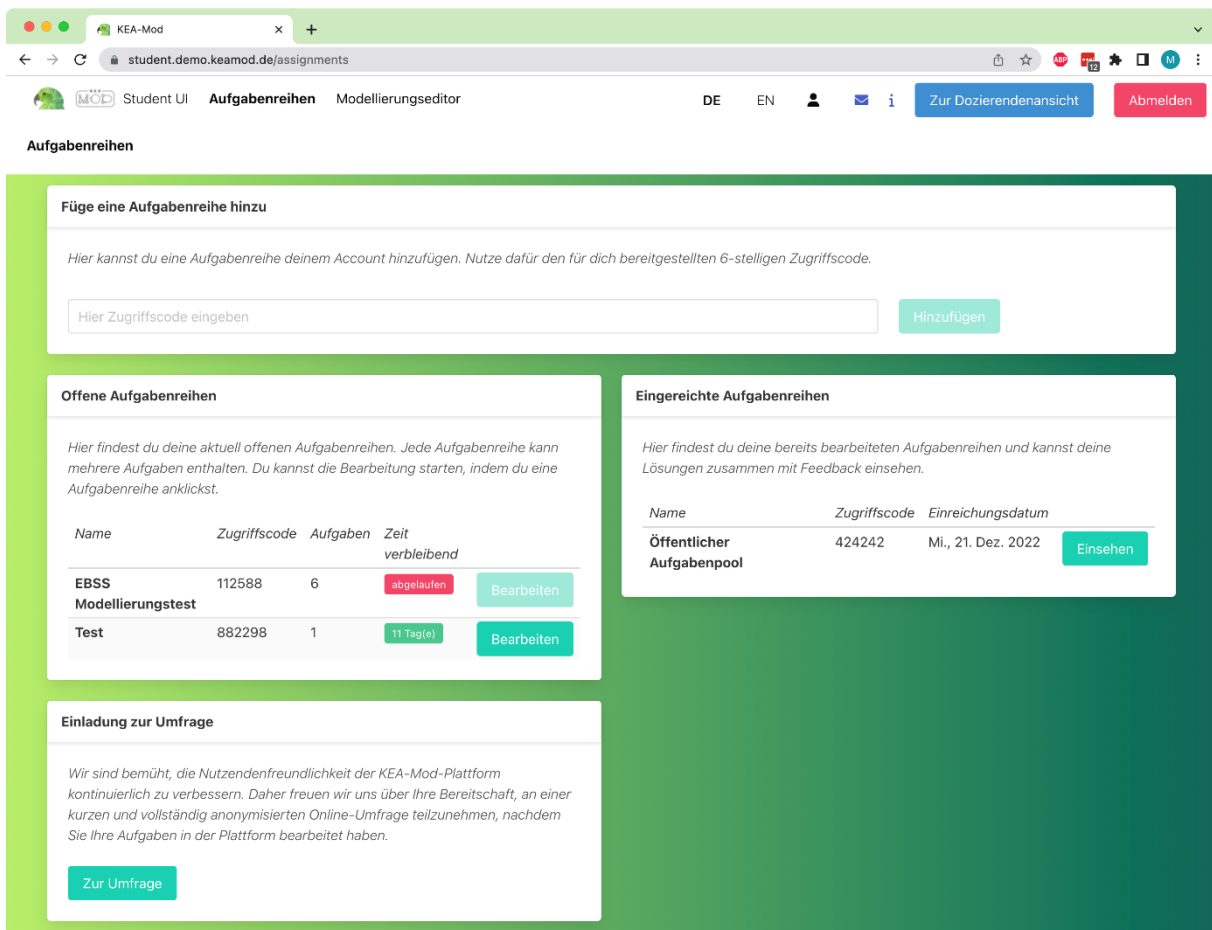 KEA-Mod
student.demo.keamod.de/assignments
ABP
12
M
MOD Student UI Aufgabenreihen Modellierungseditor DE EN i Zur Dozierendenansicht Abmelden
Aufgabenreihen
Füge eine Aufgabenreihe hinzu
Hier kannst du eine Aufgabenreihe deinem Account hinzufügen. Nutze dafür den für dich bereitgestellten 6-stelligen Zugriffscode.
Hier Zugriffscode eingeben Hinzufügen
Offene Aufgabenreihen
Hier findest du deine aktuell offenen Aufgabenreihen. Jede Aufgabenreihe kann
mehrere Aufgaben enthalten. Du kannst die Bearbeitung starten, indem du eine
Aufgabenreihe anklickst.
Name Zugriffscode Aufgaben Zeit
verbleibend
EBSS 112588 6 abgelaufen Bearbeiten
Modellierungstest
Test 882298 1 11 Tag(e) Bearbeiten
Eingereichte Aufgabenreihen
Hier findest du deine bereits bearbeiteten Aufgabenreihen und kannst deine
Lösungen zusammen mit Feedback einsehen.
Name Zugriffscode Einreichungsdatum
Öffentlicher 424242 Mi., 21. Dez. 2022 Einsehen
Aufgabenpool
Einladung zur Umfrage
Wir sind bemüht, die Nutzendenfreundlichkeit der KEA-Mod-Plattform
kontinuierlich zu verbessern. Daher freuen wir uns über Ihre Bereitschaft, an einer
kurzen und vollständig anonymisierten Online-Umfrage teilzunehmen, nachdem
Sie Ihre Aufgaben in der Plattform bearbeitet haben.
Zur Umfrage